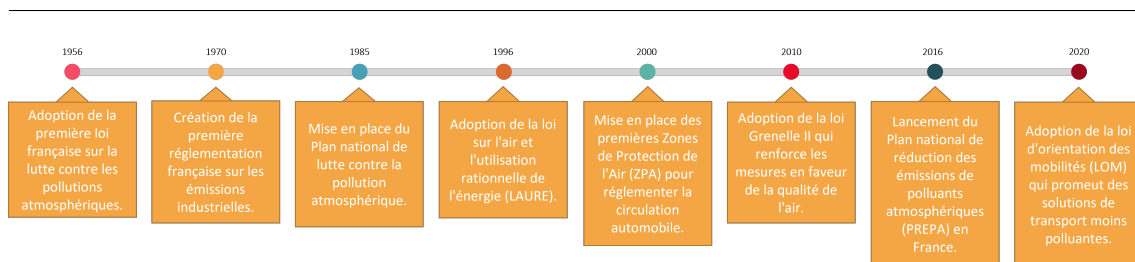 1956
1970
1985
1996
2000
2010
2016
2020
Adoption de la
première loi
française sur la
lutte contre les
pollutions
atmosphériques.
Création de la
première
réglementation
française sur les
émissions
industrielles.
Mise en place du
Plan national de
lutte contre la
pollution
atmosphérique.
Adoption de la loi
sur l'air et
l'utilisation
rationnelle de
l'énergie (LAURE).
Mise en place des
premières Zones
de Protection de
l'Air (ZPA) pour
réglementer la
circulation
automobile.
Adoption de la loi
Grenelle II qui
renforce les
mesures en faveur
de la qualité de
l'air.
Lancement du
Plan national de
réduction des
émissions de
polluants
atmosphériques
(PREPA) en
France.
Adoption de la loi
d'orientation des
mobilités (LOM)
qui promeut des
solutions de
transport moins
polluantes.